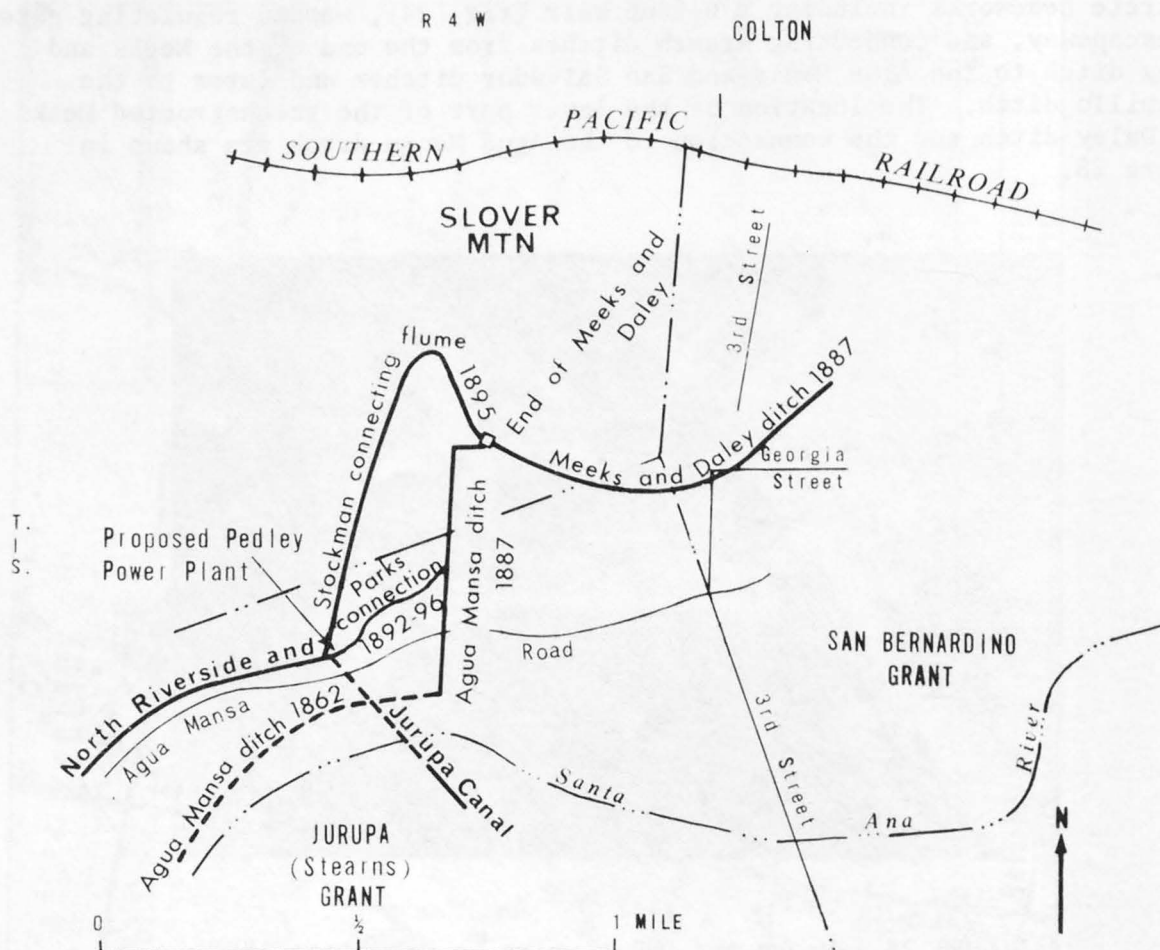 R 4 W
COLTON
SOUTHERN PACIFIC RAILROAD
SLOVER
MTN
3rd Street
flume
Stockman connecting
1895
End of Meeks and
Daley
Meeks and Daley ditch 1887
Georgia
Street
T.
I
S.
Proposed Pedley
Power Plant
Parks
connection
1892-96
Agua Mansa ditch
1887
Road
SAN BERNARDINO
GRANT
North Riverside and
Jurupa Canal
Agua Mansa
Agua Mansa ditch 1862
3rd Street
Santa Ana River
JURUPA
(Stearns)
GRANT
N
0 ½ 1 MILE